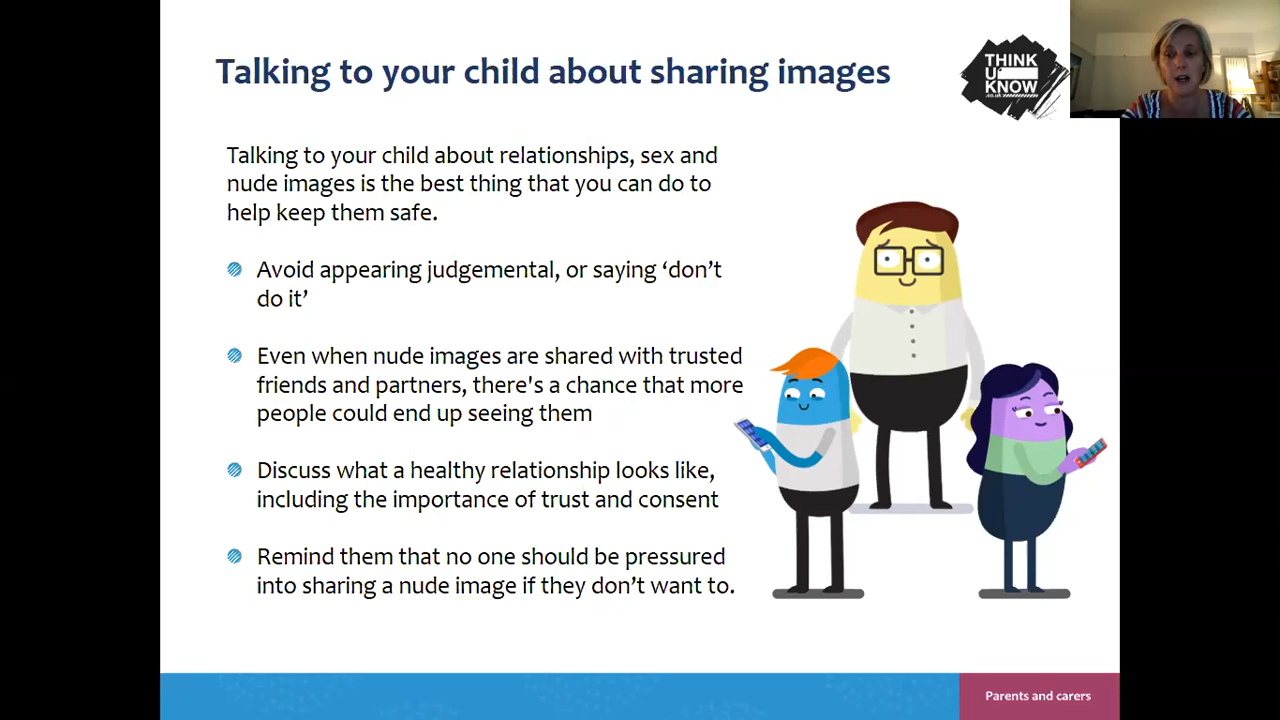 Talking to your child about sharing images
THINK
U
KNOW
.co.uk
Talking to your child about relationships, sex and
nude images is the best thing that you can do to
help keep them safe.
Avoid appearing judgemental, or saying ‘don’t
do it’
Even when nude images are shared with trusted
friends and partners, there's a chance that more
people could end up seeing them
Discuss what a healthy relationship looks like,
including the importance of trust and consent
Remind them that no one should be pressured
into sharing a nude image if they don’t want to.
Parents and carers